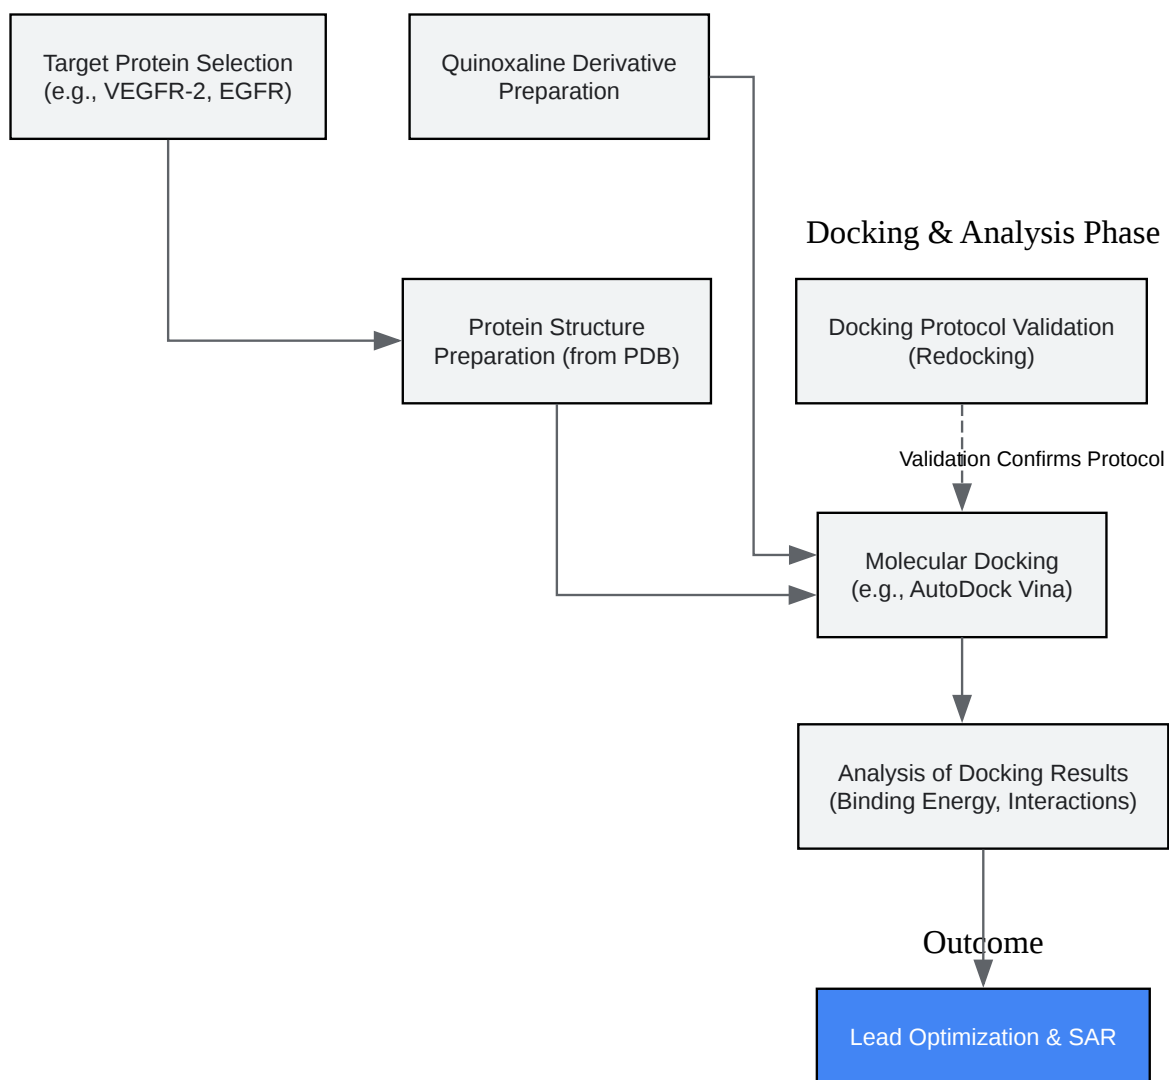 Target Protein Selection
(e.g., VEGFR-2, EGFR)
Quinoxaline Derivative
Preparation
Docking & Analysis Phase
Protein Structure
Preparation (from PDB)
Docking Protocol Validation
(Redocking)
Validation Confirms Protocol
Molecular Docking
(e.g., AutoDock Vina)
Analysis of Docking Results
(Binding Energy, Interactions)
Outcome
Lead Optimization & SAR